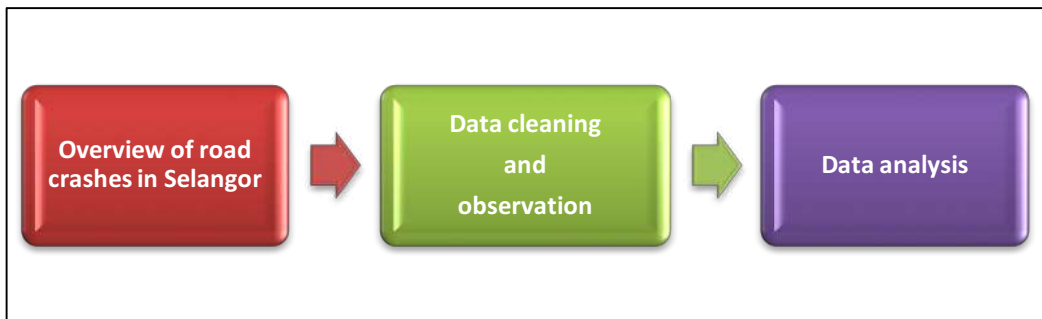 Overview of road
crashes in Selangor
Data cleaning
and
observation
Data analysis